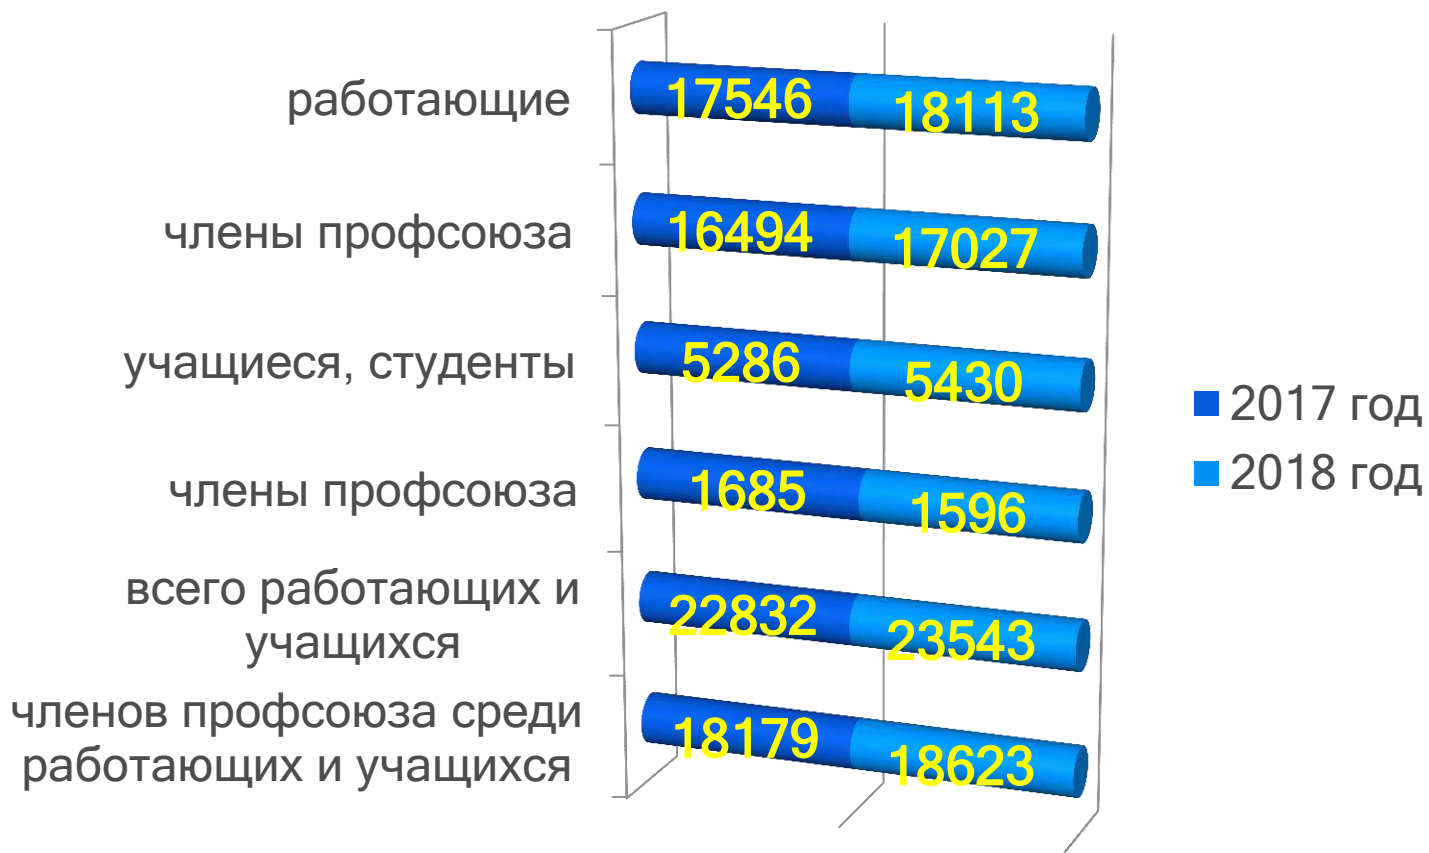 работающие
17546 18113
члены профсоюза
16494 17027
учащиеся, студенты
5286 5430
2017 год
2018 год
члены профсоюза
1685 1596
всего работающих и
учащихся
22832 23543
членов профсоюза среди
работающих и учащихся
18179 18623